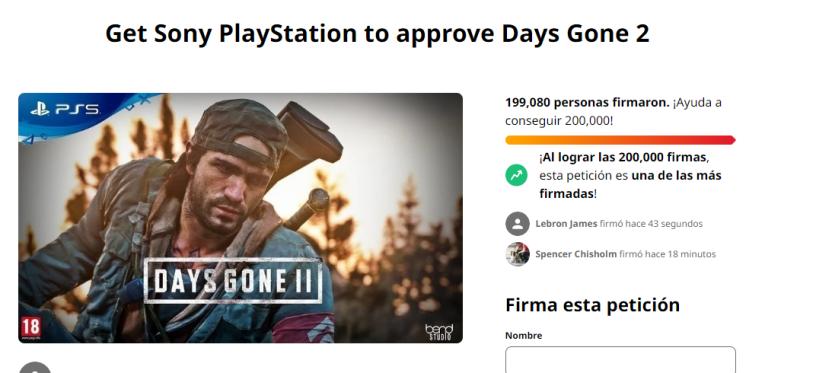 Get Sony PlayStation to approve Days Gone 2
PS5
199,080 personas firmaron. ¡Ayuda a
conseguir 200,000!
¡Al lograr las 200,000 firmas,
esta petición es una de las más
firmadas!
Lebron James firmó hace 43 segundos
Spencer Chisholm firmó hace 18 minutos
DAYS GONE II
18
bend
STUDIO
Firma esta petición
Nombre